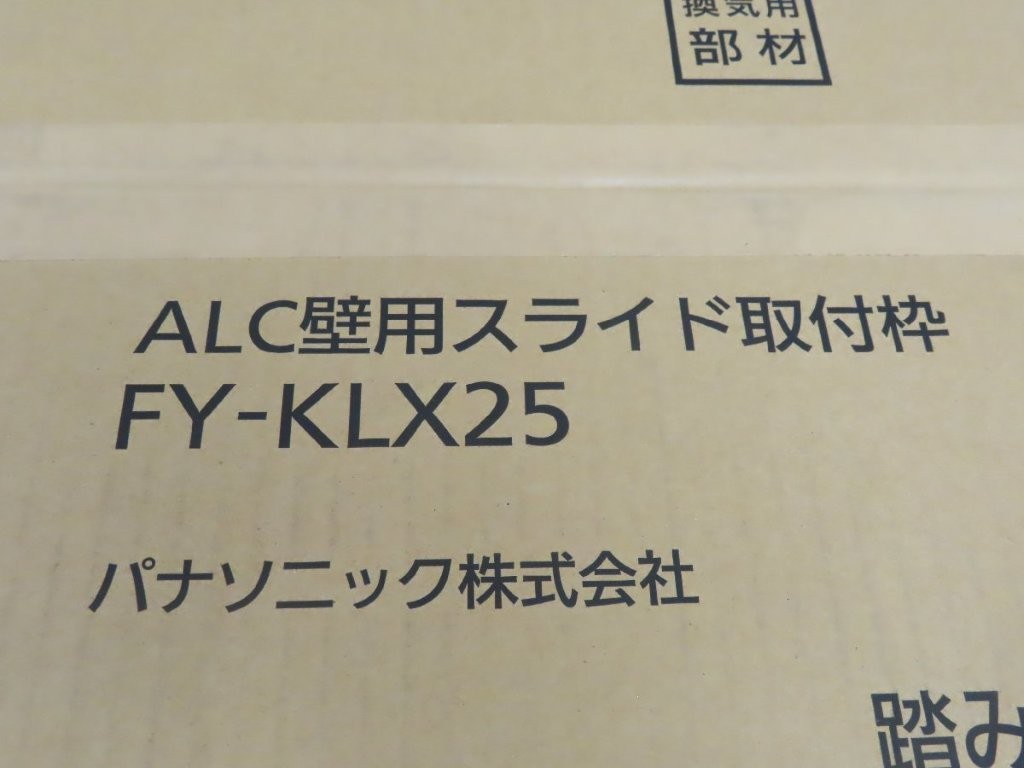 換気用
部材
ALC壁用スライド取付枠
FY-KLX25
パナソニック株式会社
踏み